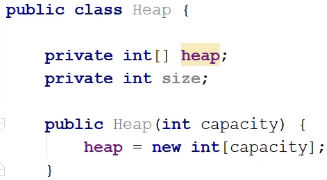 public class Heap {
private int[] heap;
private int size;
public Heap(int capacity) {
heap = new int[capacity];
}